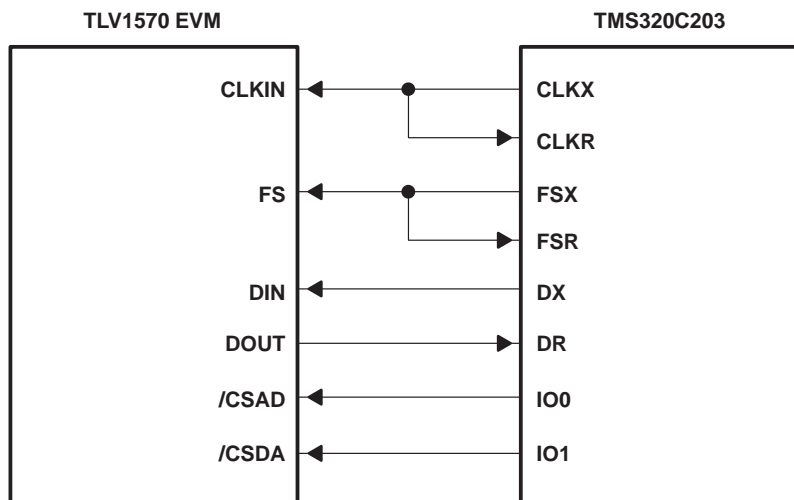 TLV1570 EVM TMS320C203
CLKIN CLKX
CLKR
FS FSX
FSR
DIN DX
DOUT DR
/CSAD IO0
/CSDA IO1